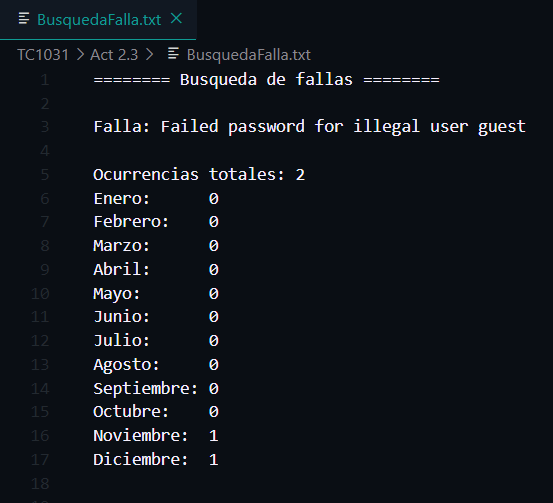 BusquedaFalla.txt
TC1031 > Act 2.3 > BusquedaFalla.txt
1 ======== Busqueda de fallas ========
2
3 Falla: Failed password for illegal user guest
4
5 Ocurrencias totales: 2
6 Enero: 0
7 Febrero: 0
8 Marzo: 0
9 Abril: 0
10 Mayo: 0
11 Junio: 0
12 Julio: 0
13 Agosto: 0
14 Septiembre: 0
15 Octubre: 0
16 Noviembre: 1
17 Diciembre: 1
18